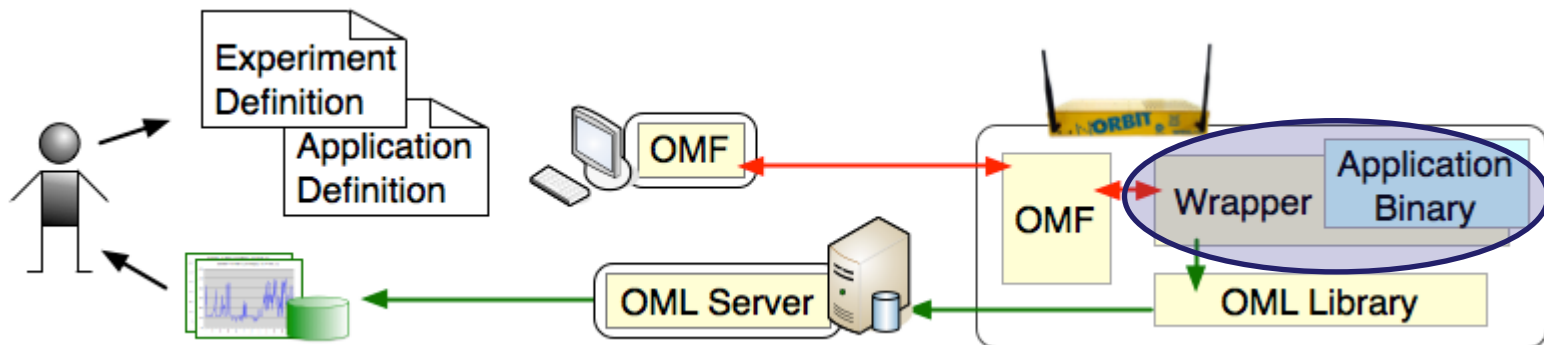 Experiment
Definition
Application
Definition
OMF
ORBIT
OMF
Wrapper
Application
Binary
OML Server
OML Library